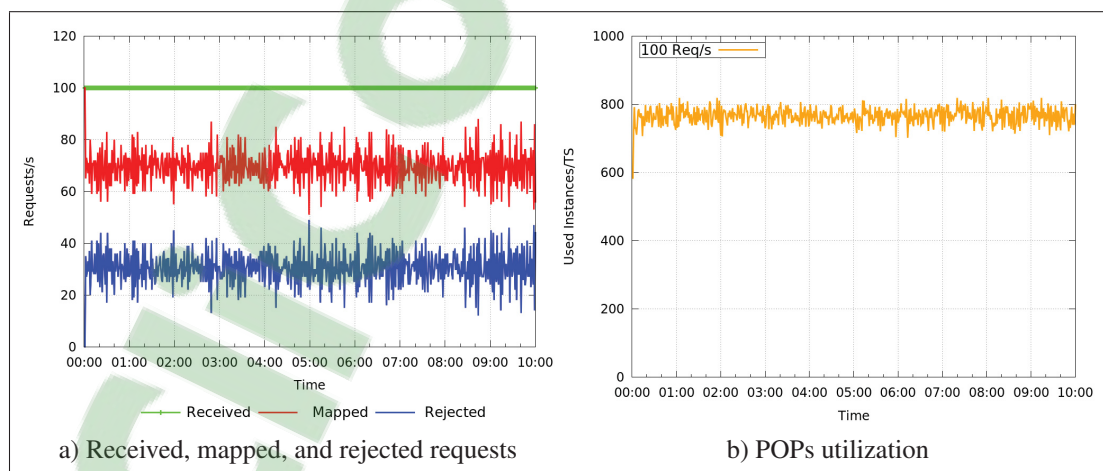 120
100
80
60
40
20
0
Requests/s
00:00 01:00 02:00 03:00 04:00 05:00 06:00 07:00 08:00 09:00 10:00
Time
Received Mapped Rejected
a) Received, mapped, and rejected requests
1000
800
600
400
200
0
Used Instances/TS
100 Req/s
00:00 01:00 02:00 03:00 04:00 05:00 06:00 07:00 08:00 09:00 10:00
Time
b) POPs utilization